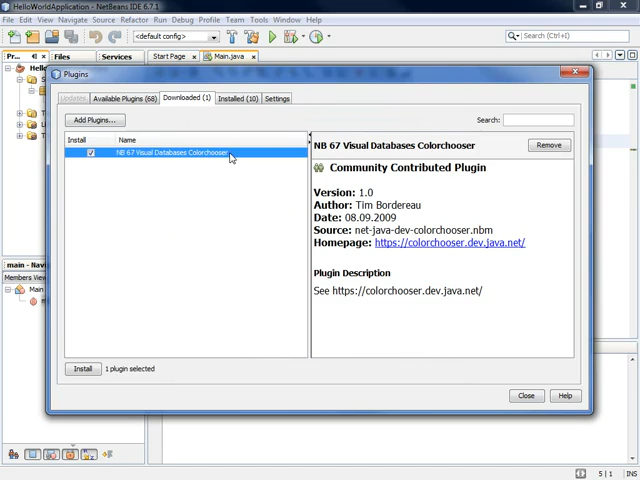 HelloWorldApplication - NetBeans IDE 6.7.1
File Edit View Navigate Source Refactor Run Debug Profile Team Tools Window Help
<default config>
Search (Ctrl+I)
Pr... Files Services Start Page Main.java
Hell
Plugins
Updates Available Plugins (68) Downloaded (1) Installed (10) Settings
Add Plugins... Search:
Install Name
NB 67 Visual Databases Colorchooser
NB 67 Visual Databases Colorchooser Remove
Community Contributed Plugin
Version: 1.0
Author: Tim Bordereau
Date: 08.09.2009
Source: net-java-dev-colorchooser.nbm
Homepage: https://colorchooser.dev.java.net/
Plugin Description
See https://colorchooser.dev.java.net/
main - Navi
Members View
Main
Install 1 plugin selected
Close Help
5 | 1 INS